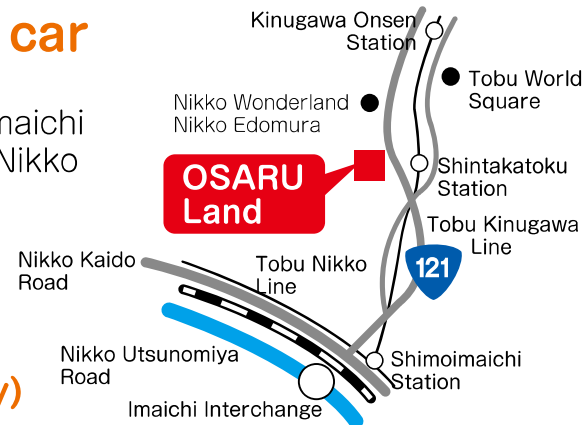 car
Kinugawa Onsen
Station
Tobu World
Square
Nikko Wonderland
Nikko Edomura
maichi
Nikko
OSARU
Land
Shintakatoku
Station
Tobu Kinugawa
Line
121
Nikko Kaido
Road
Tobu Nikko
Line
Nikko Utsunomiya
Road
Shimoimaichi
Station
Imaichi Interchange
y)